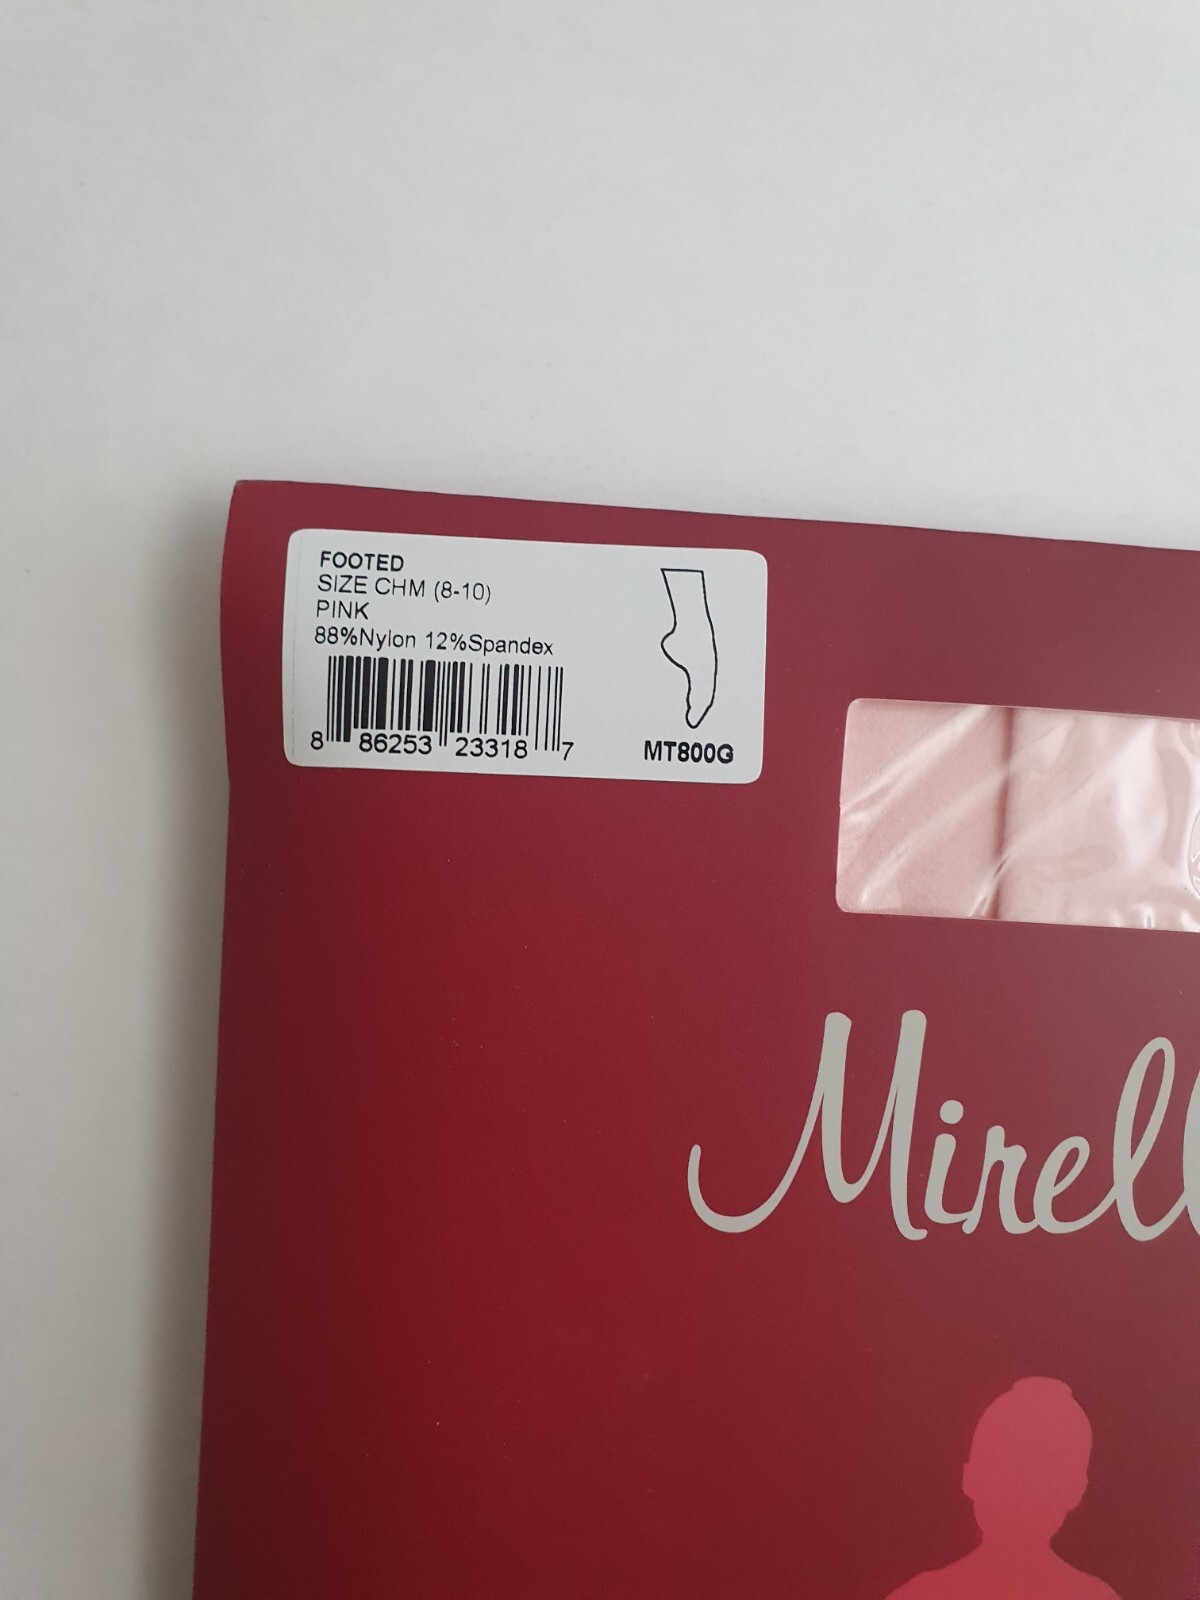 FOOTED
SIZE CHM (8-10)
PINK
88%Nylon 12%Spandex
8 86253 23318 7
MT800G
Mirell